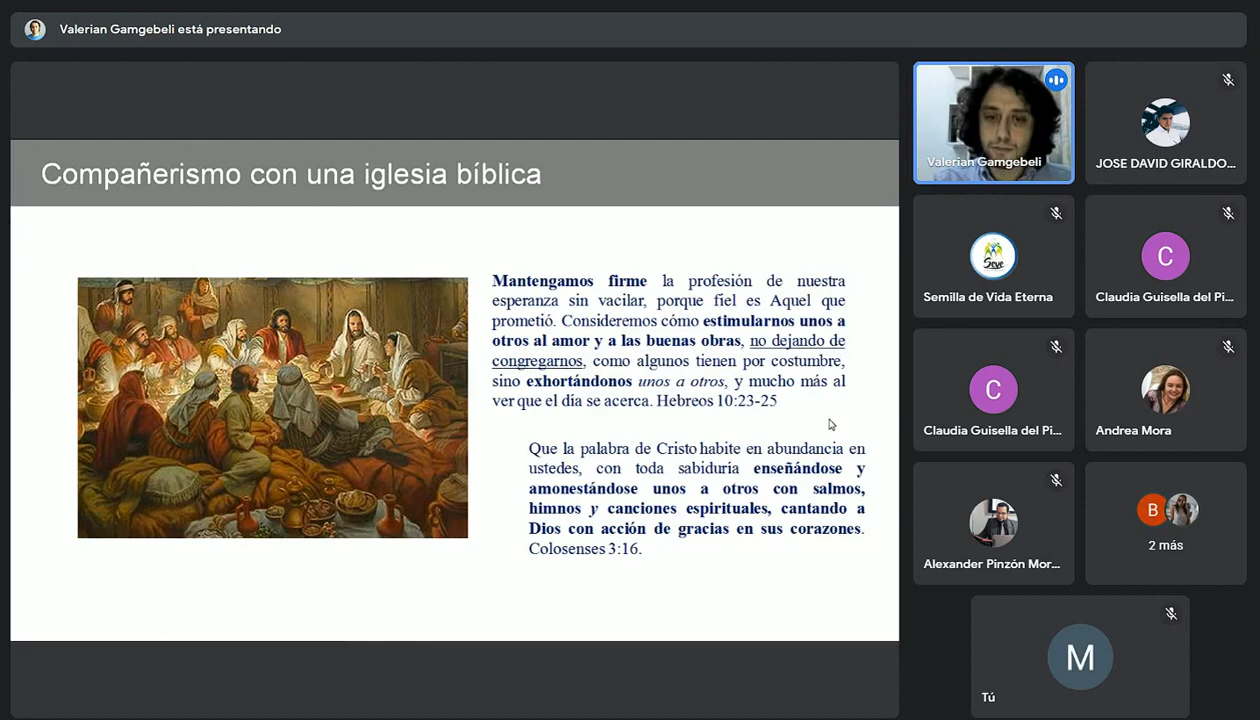 Valerian Gamgebeli está presentando
Compañerismo con una iglesia bíblica
Mantengamos firme la profesión de nuestra
esperanza sin vacilar, porque fiel es Aquel que
prometió. Consideremos cómo estimularnos unos a
otros al amor y a las buenas obras, no dejando de
congregarnos, como algunos tienen por costumbre,
sino exhortándonos unos a otros, y mucho más al
ver que el día se acerca. Hebreos 10:23-25
Que la palabra de Cristo habite en abundancia en
ustedes, con toda sabiduría enseñándose y
amonestándose unos a otros con salmos,
himnos y canciones espirituales, cantando a
Dios con acción de gracias en sus corazones.
Colosenses 3:16.
Valerian Gamgebeli
JOSE DAVID GIRALDO...
Seve
Semilla de Vida Eterna
C
Claudia Guisella del Pi...
C
Claudia Guisella del Pi...
Andrea Mora
Alexander Pinzón Mor...
B
2 más
M
Tú